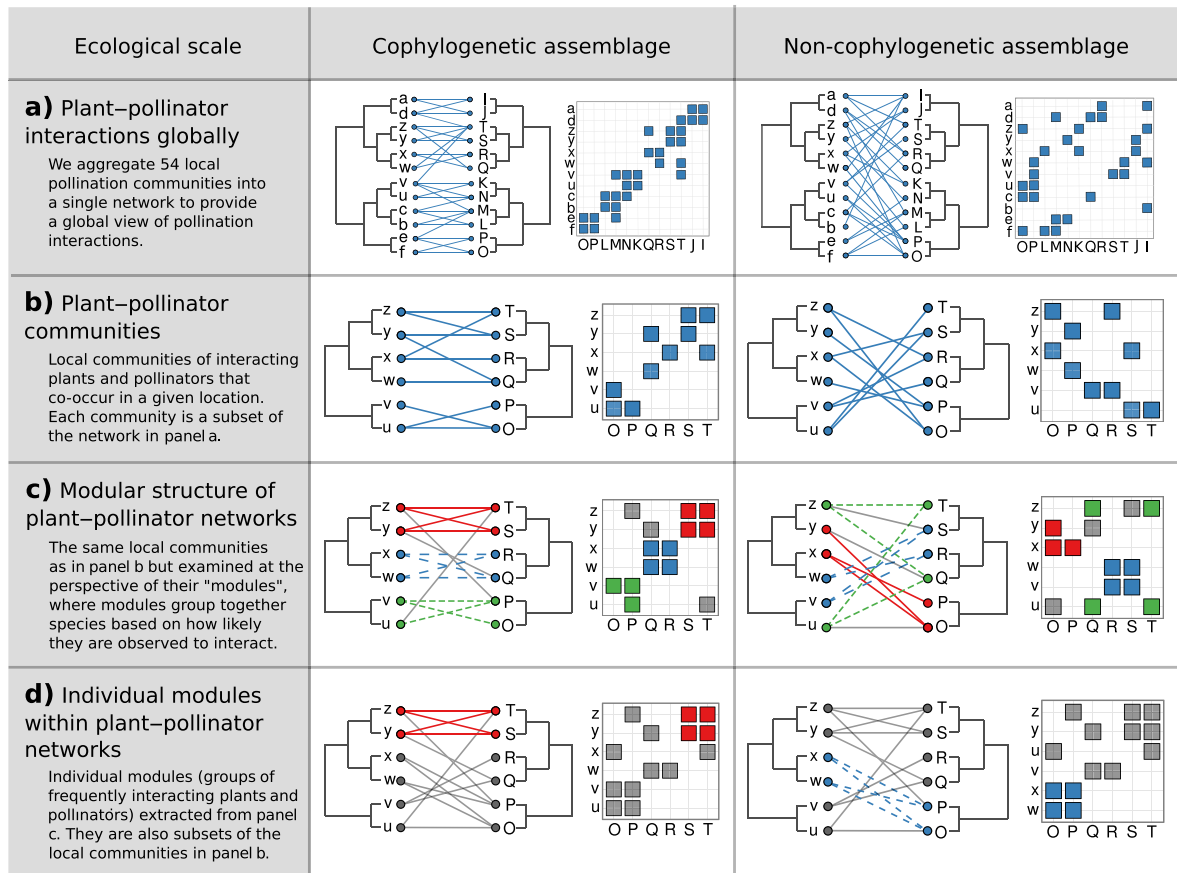 Ecological scale
Cophylogenetic assemblage
Non-cophylogenetic assemblage
a) Plant–pollinator
interactions globally
We aggregate 54 local
pollination communities into
a single network to provide
a global view of pollination
interactions.
a
d
z
y
x
w
v
u
c
b
e
f
I
J
T
S
R
Q
K
N
M
L
P
O
a
d
z
y
x
w
v
u
c
b
e
f
OPLMNKQRSTJI
a
d
z
y
x
w
v
u
c
b
e
f
I
J
T
S
R
Q
K
N
M
L
P
O
a
d
z
y
x
w
v
u
c
b
e
f
OPLMNKQRSTJI
b) Plant–pollinator
communities
Local communities of interacting
plants and pollinators that
co-occur in a given location.
Each community is a subset of
the network in panel a.
z
y
x
w
v
u
T
S
R
Q
P
O
z
y
x
w
v
u
O P Q R S T
z
y
x
w
v
u
T
S
R
Q
P
O
z
y
x
w
v
u
O P Q R S T
c) Modular structure of
plant–pollinator networks
The same local communities
as in panel b but examined at the
perspective of their "modules",
where modules group together
species based on how likely
they are observed to interact.
z
y
x
w
v
u
T
S
R
Q
P
O
z
y
x
w
v
u
O P Q R S T
z
y
x
w
v
u
T
S
R
Q
P
O
z
y
x
w
v
u
O P Q R S T
d) Individual modules
within plant–pollinator
networks
Individual modules (groups of
frequently interacting plants and
pollinators) extracted from panel
c. They are also subsets of the
local communities in panel b.
z
y
x
w
v
u
T
S
R
Q
P
O
z
y
x
w
v
u
O P Q R S T
z
y
x
w
v
u
T
S
R
Q
P
O
z
y
u
v
x
w
O P Q R S T